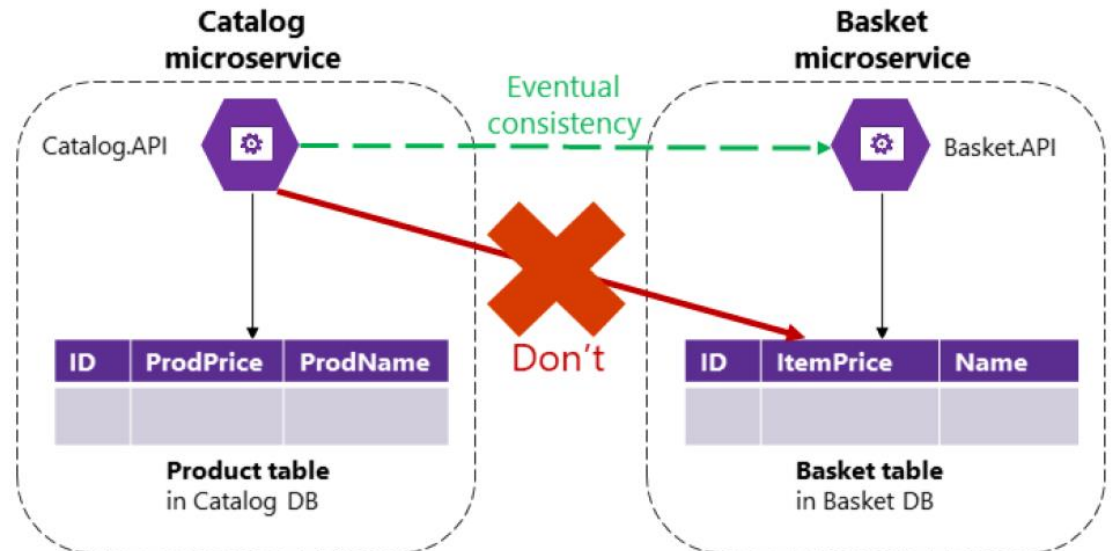 Catalog
microservice
Basket
microservice
Eventual
consistency
Catalog.API
Basket.API
Don't
ID ProdPrice ProdName
ID ItemPrice Name
Product table
in Catalog DB
Basket table
in Basket DB